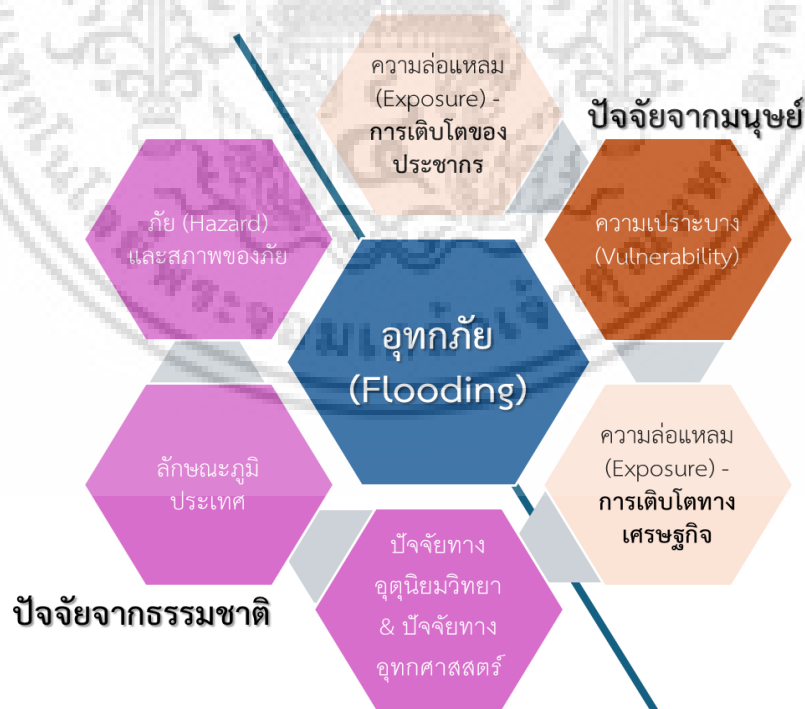 ความล่อแหลม
(Exposure) -
การเติบโตของ
ประชากร
ปัจจัยจากมนุษย์
ภัย (Hazard)
และสภาพของภัย
ความเปราะบาง
(Vulnerability)
อุทกภัย
(Flooding)
ลักษณะภูมิ
ประเทศ
ความล่อแหลม
(Exposure) -
การเติบโตทาง
เศรษฐกิจ
ปัจจัยทาง
อุตุนิยมวิทยา
& ปัจจัยทาง
อุทกศาสสตร์
ปัจจัยจากธรรมชาติ